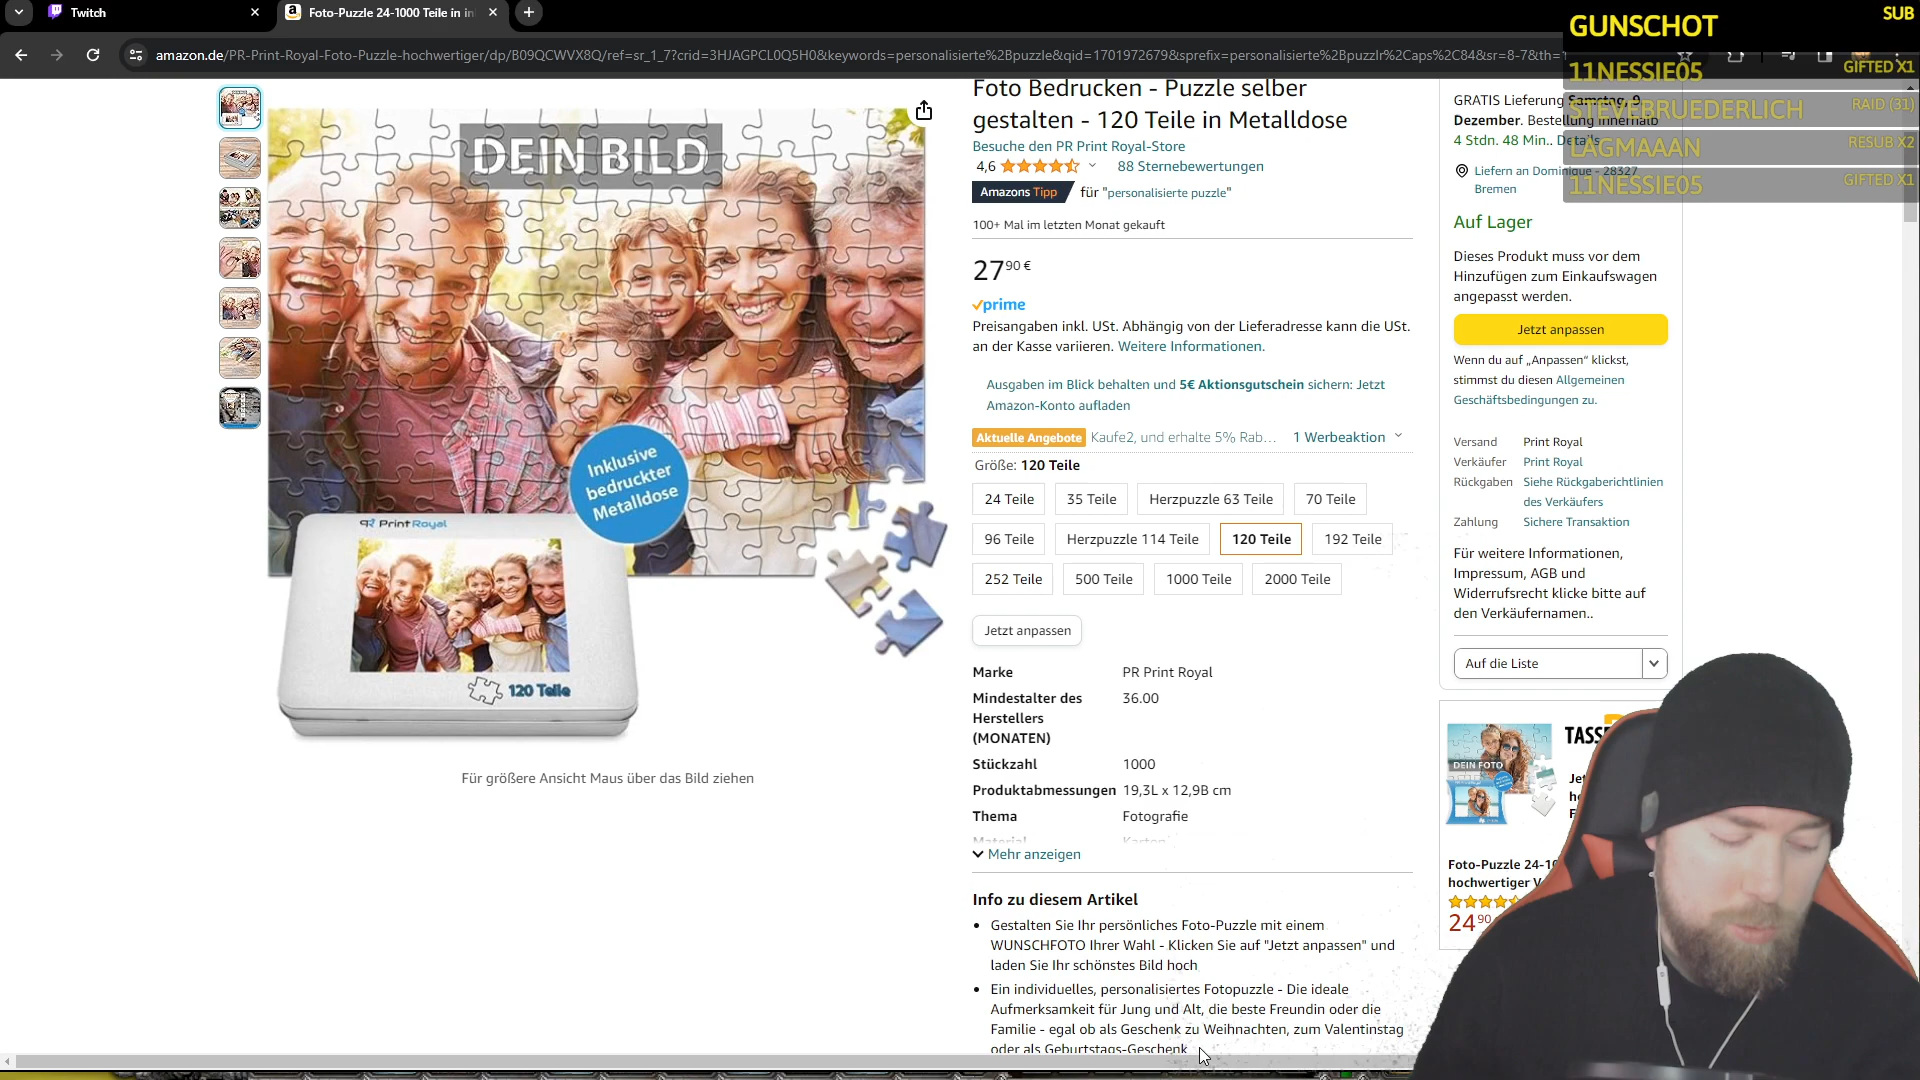 Twitch
Foto-Puzzle 24-1000 Teile in in
amazon.de/PR-Print-Royal-Foto-Puzzle-hochwertiger/dp/B09QCWVX8Q/ref=sr_1_7?crid=3HJAGPCL0Q5H0&keywords=personalisierte%2Bpuzzle&qid=1701972679&sprefix=personalisierte%2Bpuzzlr%2Caps%2C84&sr=8-7&th=
GUNSCHOT SUB
11NESSIE05 GIFTED X1
STEVEBRUEDERLICH RAID (31)
LAGMAAAN RESUB X2
11NESSIE05 GIFTED X1
DEIN BILD
Inklusive
bedruckter
Metalldose
PR PrintRoyal
120 Teile
Für größere Ansicht Maus über das Bild ziehen
Foto Bedrucken - Puzzle selber
gestalten - 120 Teile in Metalldose
Besuche den PR Print Royal-Store
4,6 88 Sternebewertungen
Amazons Tipp für "personalisierte puzzle"
100+ Mal im letzten Monat gekauft
27 90 €
prime
Preisangaben inkl. USt. Abhängig von der Lieferadresse kann die USt.
an der Kasse variieren. Weitere Informationen.
Ausgaben im Blick behalten und 5€ Aktionsgutschein sichern: Jetzt
Amazon-Konto aufladen
Aktuelle Angebote Kaufe2, und erhalte 5% Rab… 1 Werbeaktion
Größe: 120 Teile
24 Teile 35 Teile Herzpuzzle 63 Teile 70 Teile
96 Teile Herzpuzzle 114 Teile 120 Teile 192 Teile
252 Teile 500 Teile 1000 Teile 2000 Teile
Jetzt anpassen
Marke PR Print Royal
Mindestalter des 36.00
Herstellers
(MONATEN)
Stückzahl 1000
Produktabmessungen 19,3L x 12,9B cm
Thema Fotografie
Material Karton
Mehr anzeigen
Info zu diesem Artikel
Gestalten Sie Ihr persönliches Foto-Puzzle mit einem
WUNSCHFOTO Ihrer Wahl - Klicken Sie auf "Jetzt anpassen" und
laden Sie Ihr schönstes Bild hoch
Ein individuelles, personalisiertes Fotopuzzle - Die ideale
Aufmerksamkeit für Jung und Alt, die beste Freundin oder die
Familie - egal ob als Geschenk zu Weihnachten, zum Valentinstag
oder als Geburtstags-Geschenk
GRATIS Lieferung Samstag, 9
Dezember. Bestellung innerhalb
4 Stdn. 48 Min.. Details
Liefern an Dominique - 28327
Bremen
Auf Lager
Dieses Produkt muss vor dem
Hinzufügen zum Einkaufswagen
angepasst werden.
Jetzt anpassen
Wenn du auf „Anpassen“ klickst,
stimmst du diesen Allgemeinen
Geschäftsbedingungen zu.
Versand Print Royal
Verkäufer Print Royal
Rückgaben Siehe Rückgaberichtlinien
des Verkäufers
Zahlung Sichere Transaktion
Für weitere Informationen,
Impressum, AGB und
Widerrufsrecht klicke bitte auf
den Verkäufernamen..
Auf die Liste
DEIN FOTO
TASS
Foto-Puzzle 24-10
hochwertiger V
24 90